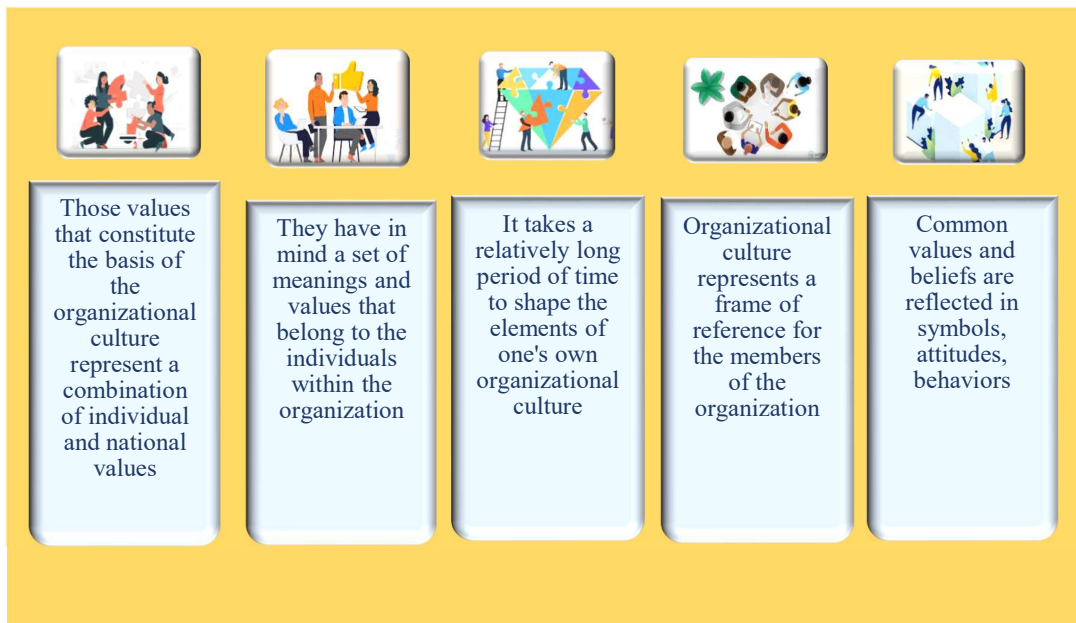 Those values
that constitute
the basis of
the
organizational
culture
represent a
combination
of individual
and national
values
They have in
mind a set of
meanings and
values that
belong to the
individuals
within the
organization
It takes a
relatively long
period of time
to shape the
elements of
one's own
organizational
culture
Organizational
culture
represents a
frame of
reference for
the members
of the
organization
Common
values and
beliefs are
reflected in
symbols,
attitudes,
behaviors